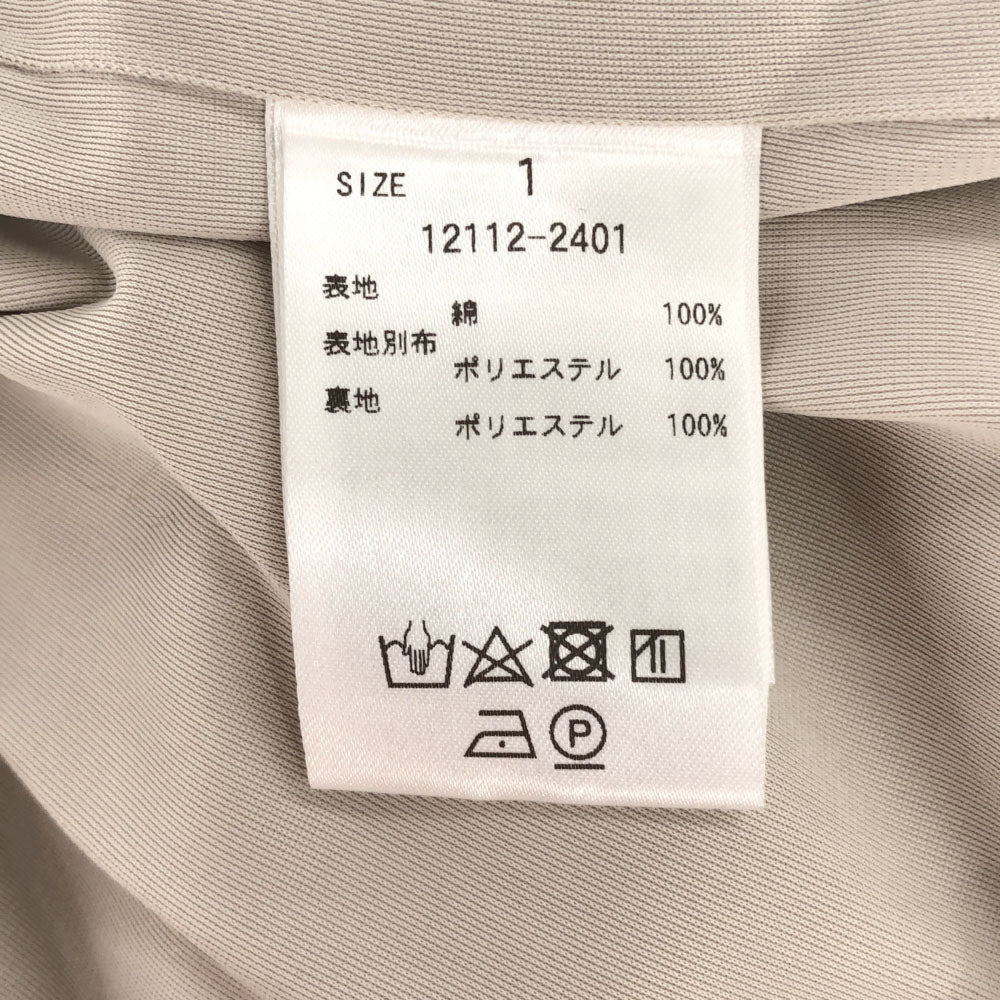 SIZE 1
12112-2401
表地
綿 100%
表地別布
ポリエステル 100%
裏地
ポリエステル 100%
P